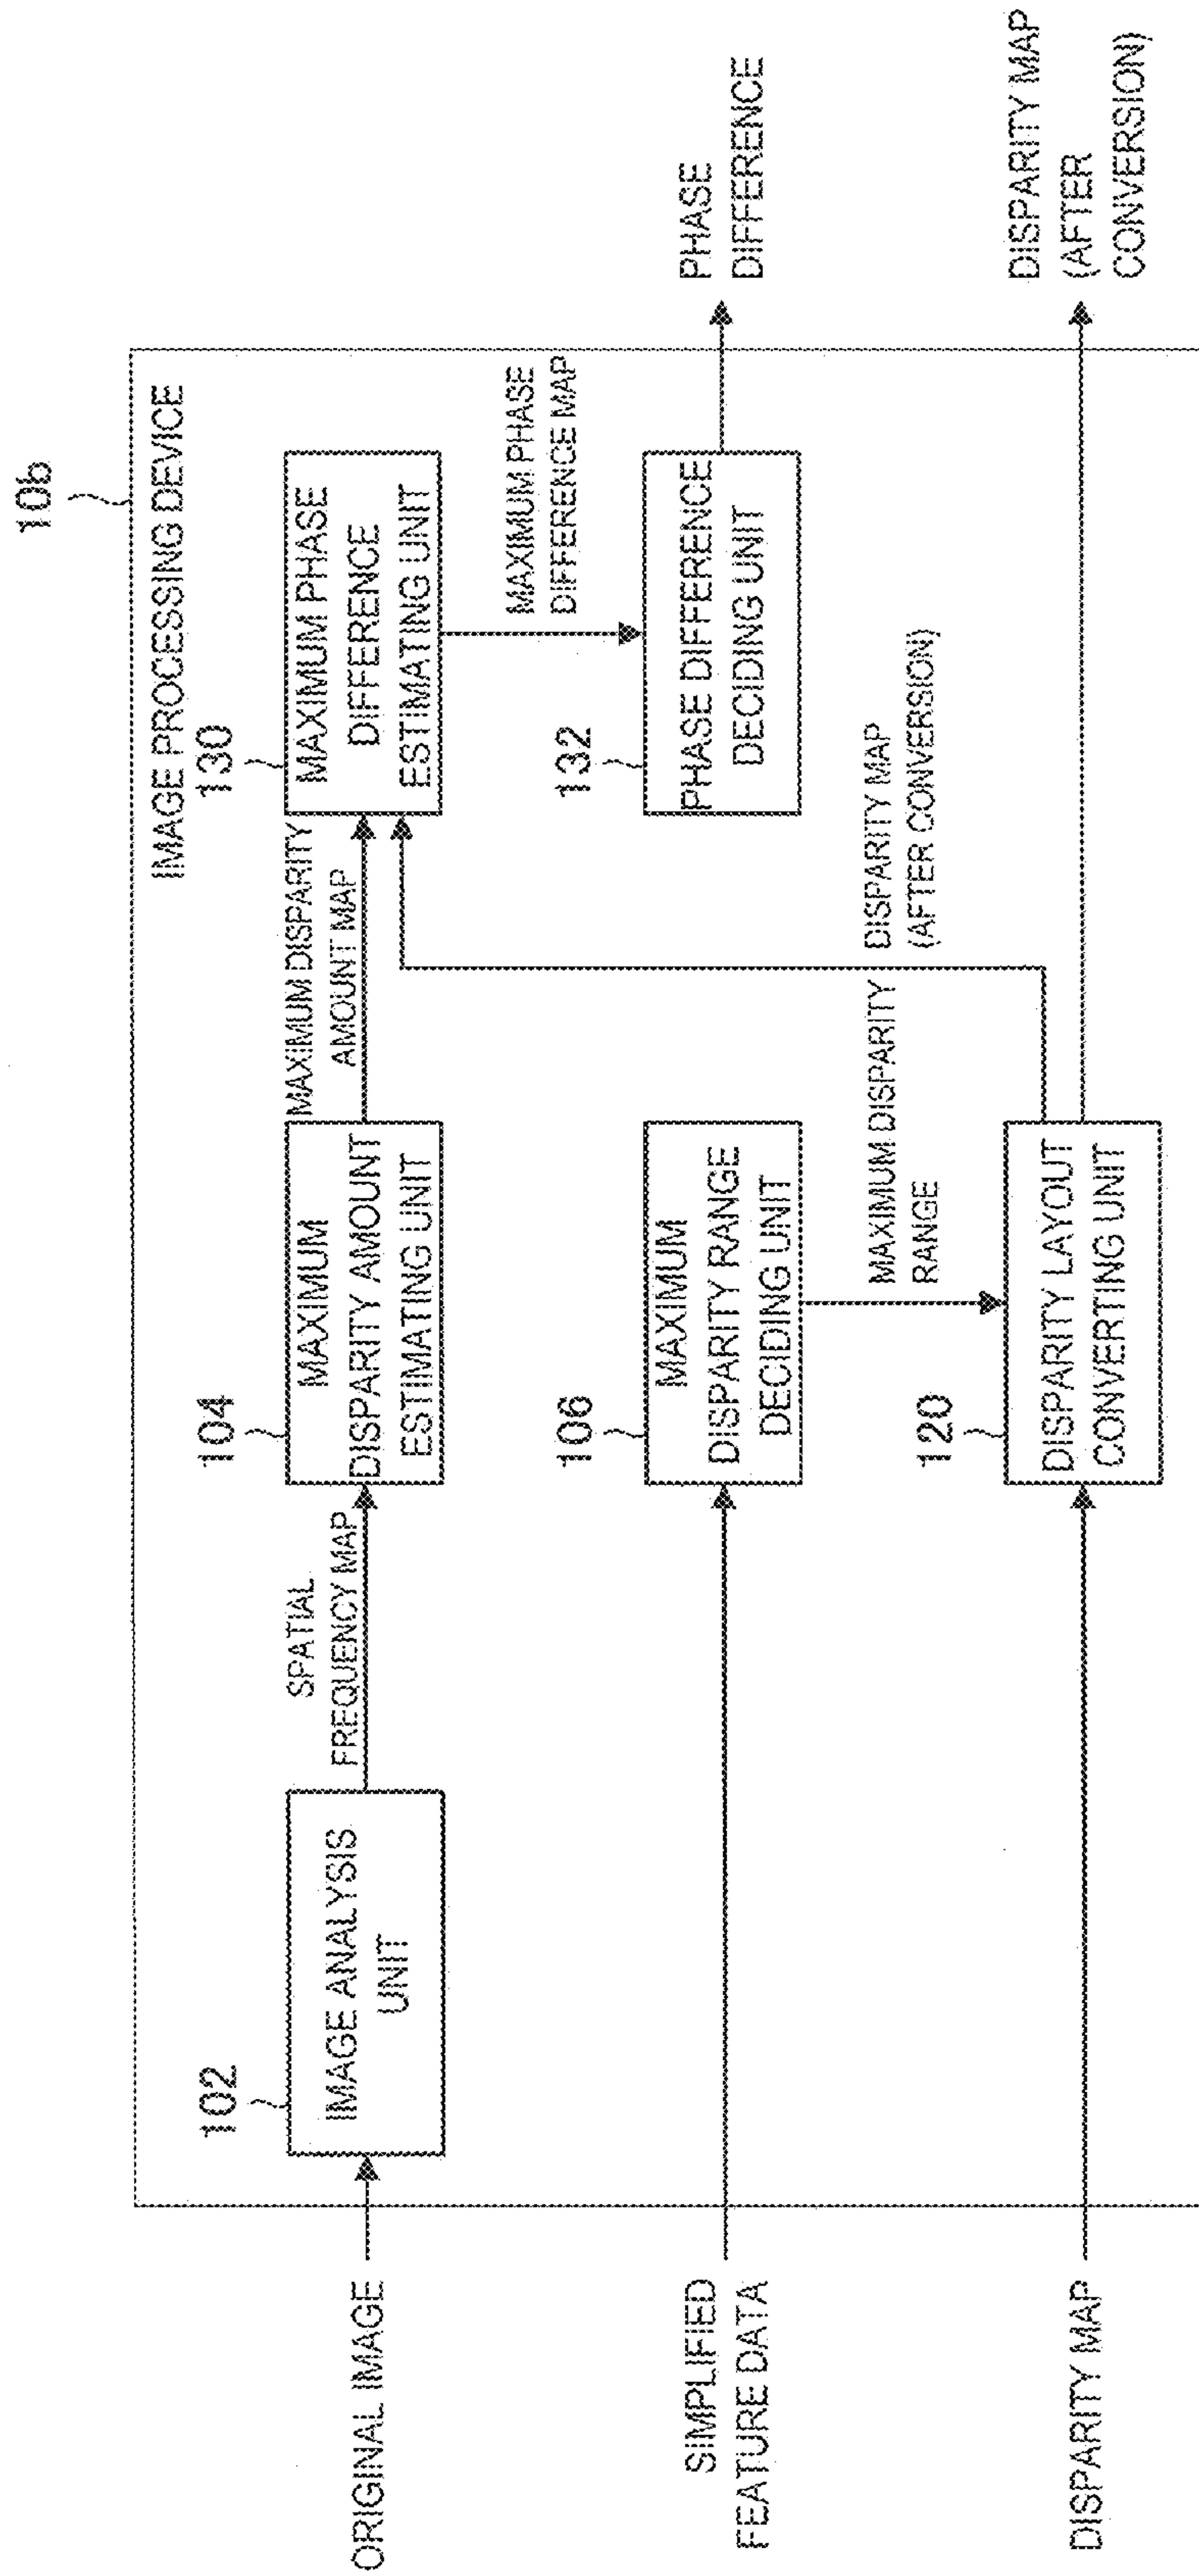 10b
IMAGE PROCESSING DEVICE
ORIGINAL IMAGE
102
IMAGE ANALYSIS
UNIT
SPATIAL
FREQUENCY MAP
104
MAXIMUM
DISPARITY AMOUNT
ESTIMATING UNIT
MAXIMUM DISPARITY
AMOUNT MAP
130
MAXIMUM PHASE
DIFFERENCE
ESTIMATING UNIT
MAXIMUM PHASE
DIFFERENCE MAP
SIMPLIFIED
FEATURE DATA
106
MAXIMUM
DISPARITY RANGE
DECIDING UNIT
132
PHASE DIFFERENCE
DECIDING UNIT
PHASE
DIFFERENCE
MAXIMUM DISPARITY
RANGE
DISPARITY MAP
(AFTER CONVERSION)
DISPARITY MAP
120
DISPARITY LAYOUT
CONVERTING UNIT
DISPARITY MAP
(AFTER
CONVERSION)